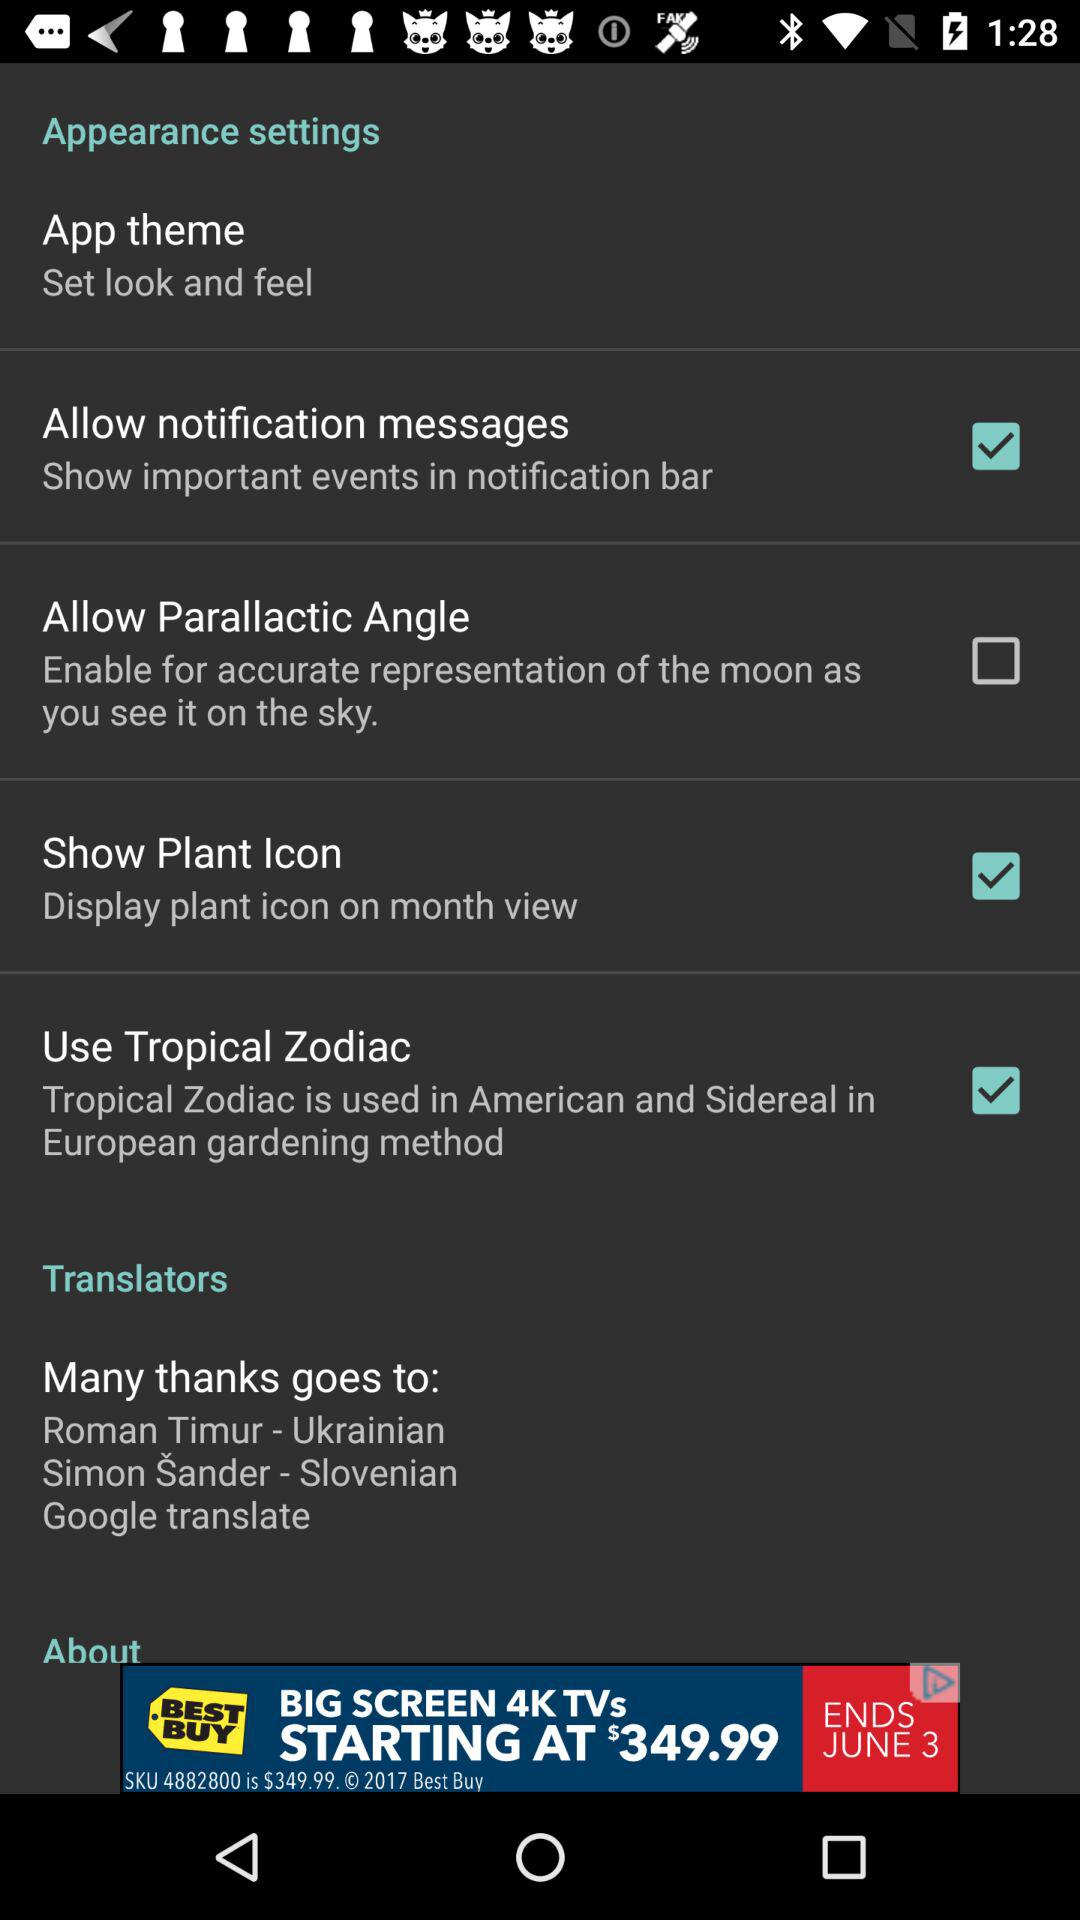 FAKE
1:28
Appearance settings
App theme
Set look and feel
Allow notification messages
Show important events in notification bar
Allow Parallactic Angle
Enable for accurate representation of the moon as
you see it on the sky.
Show Plant Icon
Display plant icon on month view
Use Tropical Zodiac
Tropical Zodiac is used in American and Sidereal in
European gardening method
Translators
Many thanks goes to:
Roman Timur - Ukrainian
Simon Šander - Slovenian
Google translate
About
BEST
BUY
BIG SCREEN 4K TVs
STARTING AT $349.99
SKU 4882800 is $349.99. © 2017 Best Buy
ENDS
JUNE 3